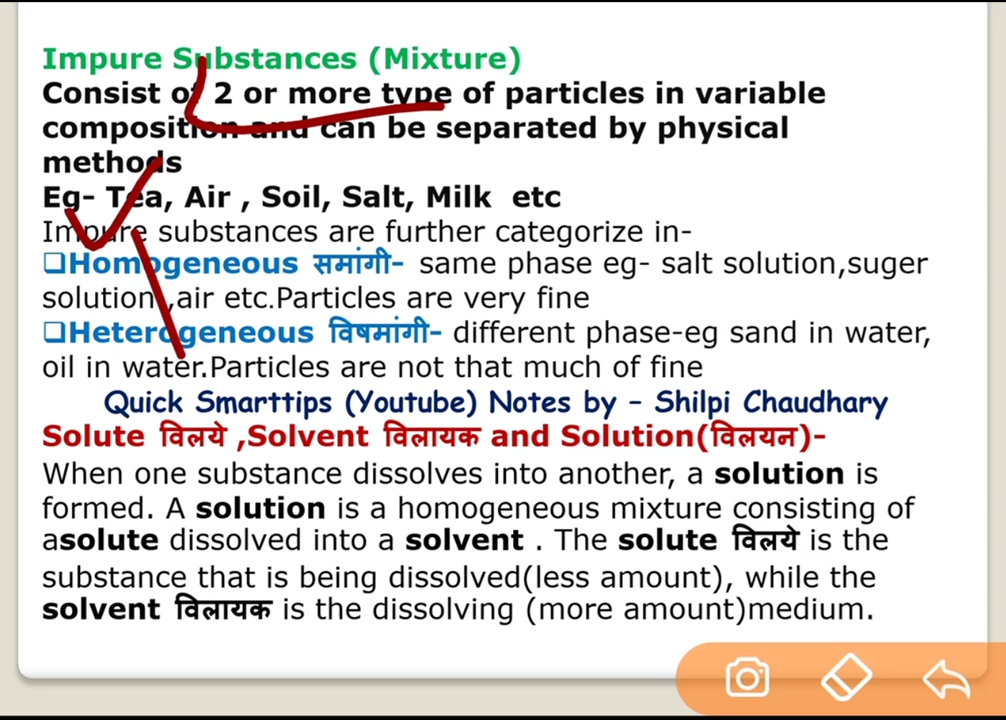 Impure Substances (Mixture)
Consist of 2 or more type of particles in variable
composition and can be separated by physical
methods
Eg- Tea, Air , Soil, Salt, Milk etc
Impure substances are further categorize in-
❑Homogeneous समांगी- same phase eg- salt solution,suger
solution ,air etc.Particles are very fine
❑Heterogeneous विषमांगी- different phase-eg sand in water,
oil in water.Particles are not that much of fine
Quick Smarttips (Youtube) Notes by - Shilpi Chaudhary
Solute विलये ,Solvent विलायक and Solution(विलयन)-
When one substance dissolves into another, a solution is
formed. A solution is a homogeneous mixture consisting of
asolute dissolved into a solvent . The solute विलये is the
substance that is being dissolved(less amount), while the
solvent विलायक is the dissolving (more amount)medium.